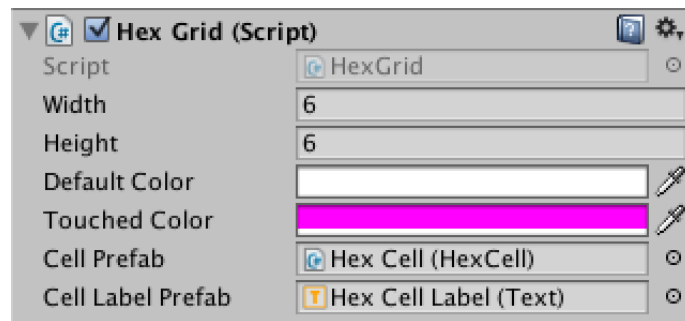 Hex Grid (Script)
Script HexGrid
Width 6
Height 6
Default Color
Touched Color
Cell Prefab Hex Cell (HexCell)
Cell Label Prefab Hex Cell Label (Text)